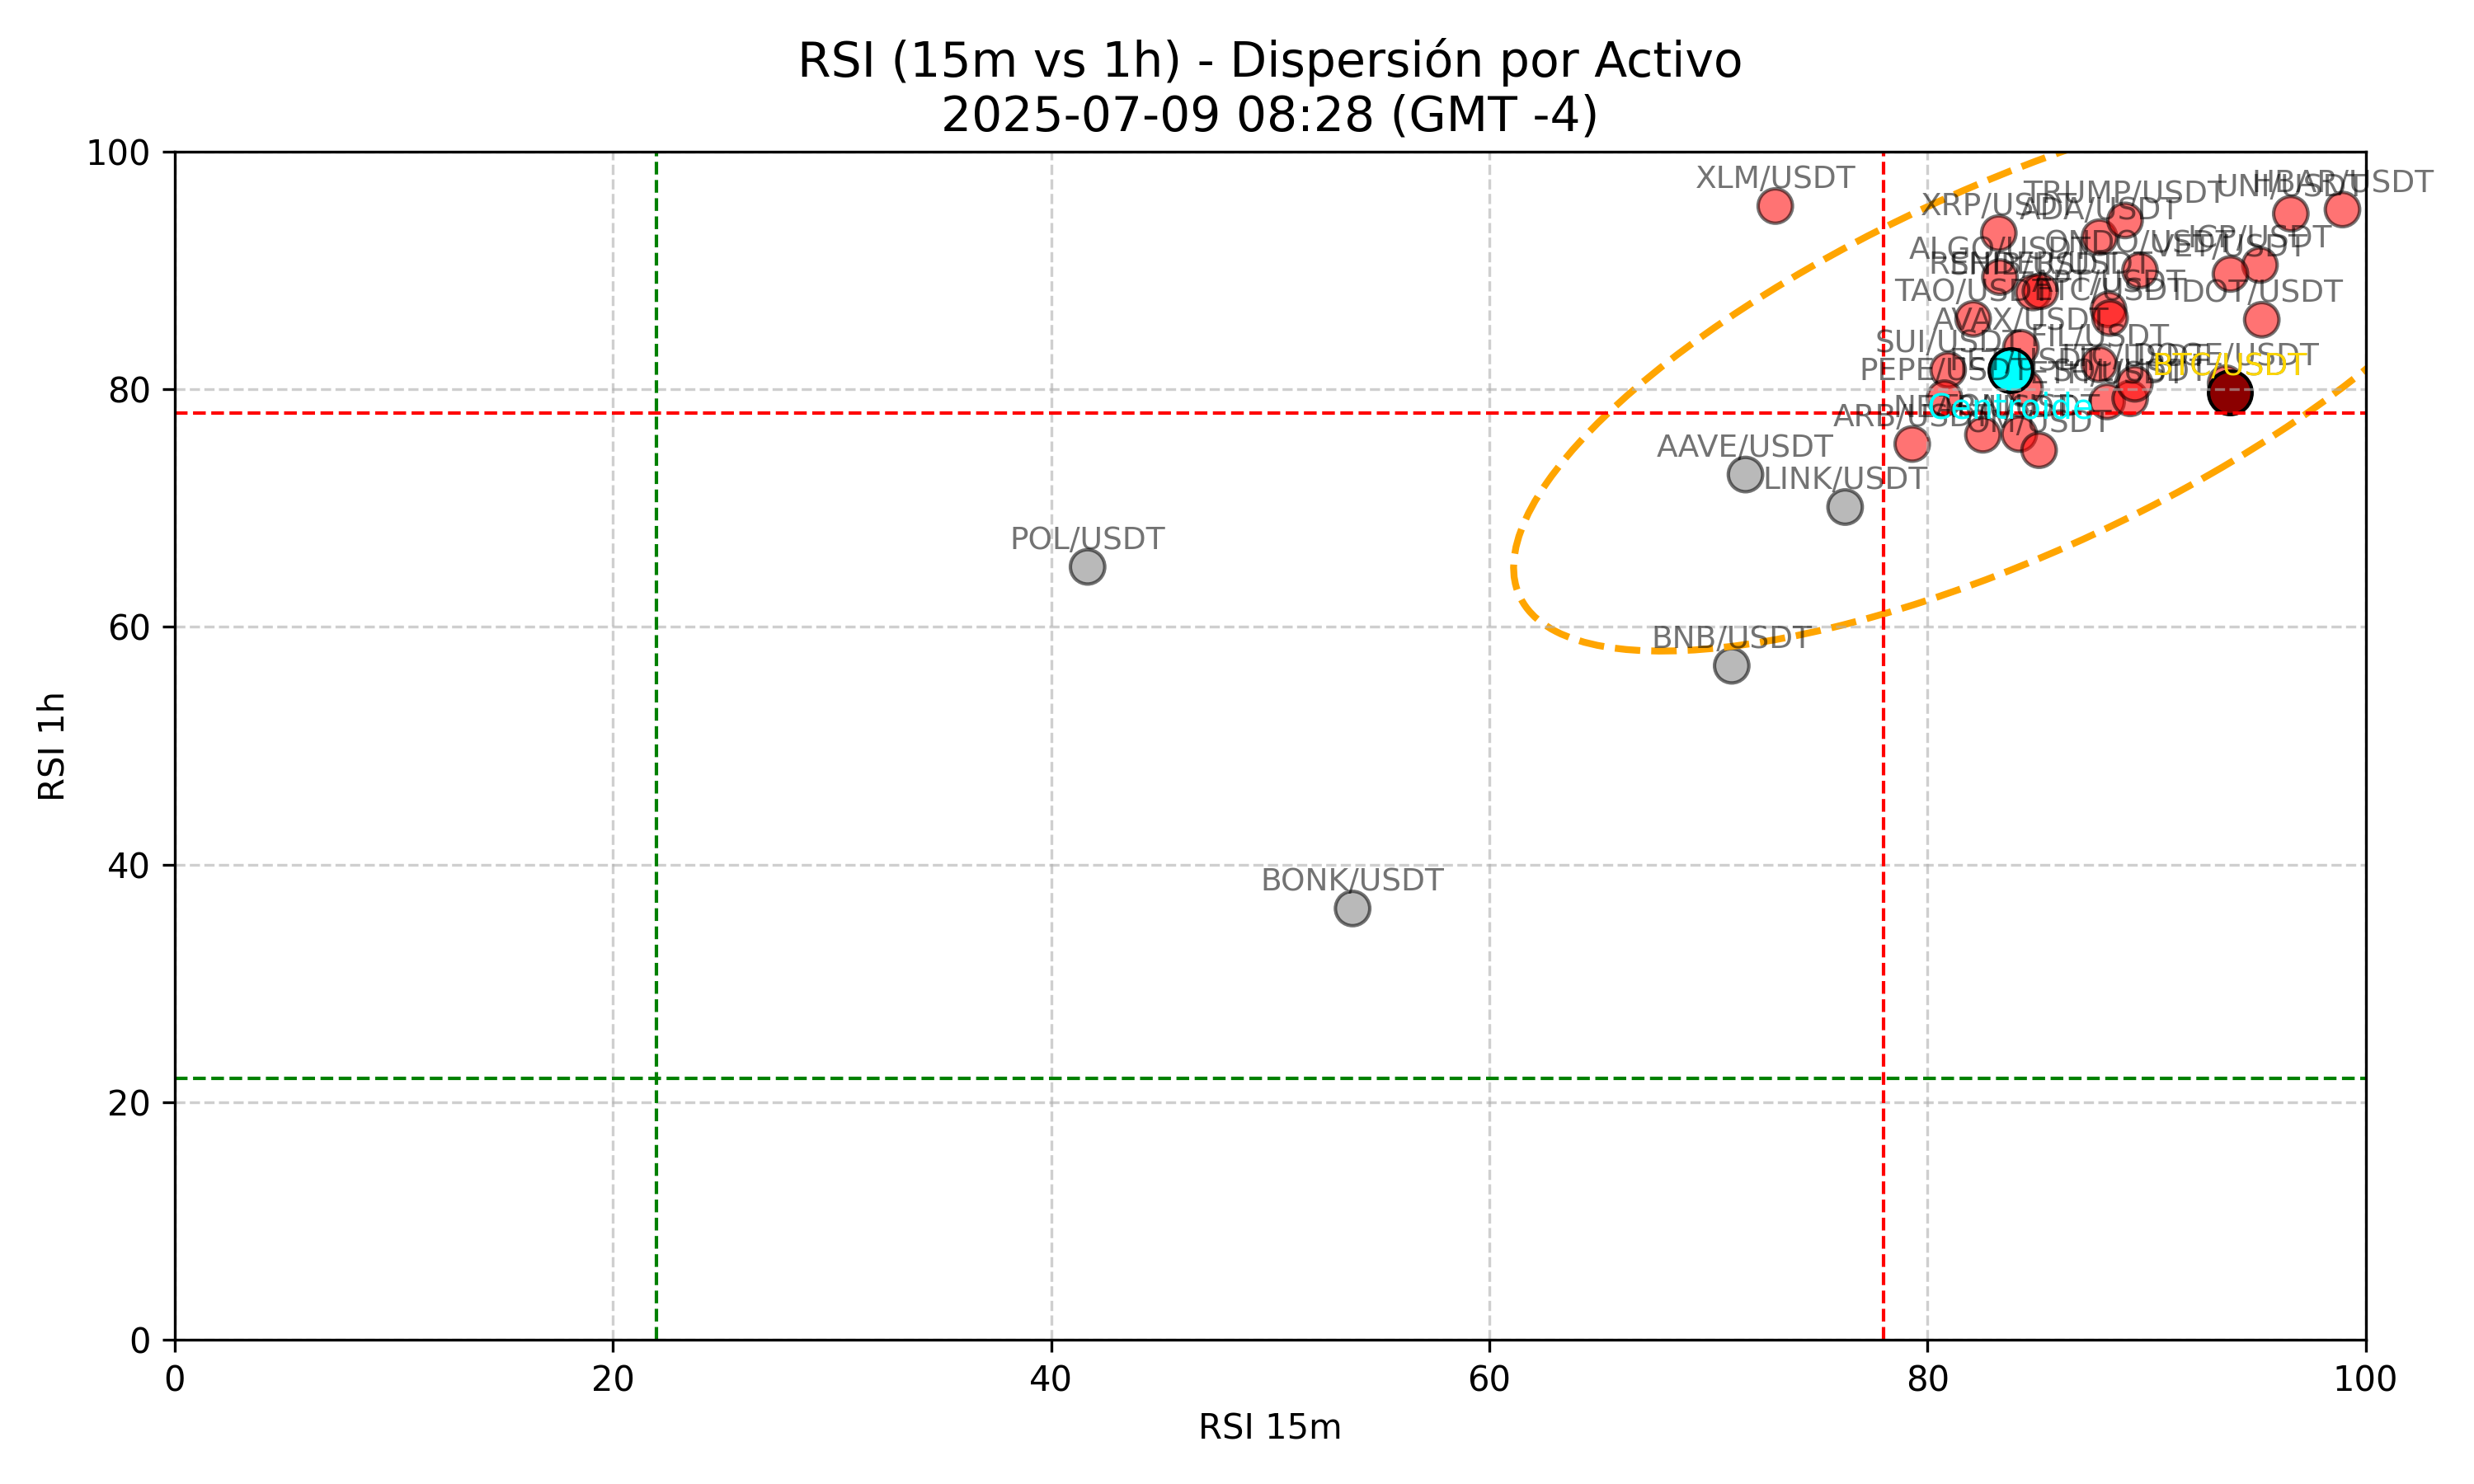 RSI (15m vs 1h) - Dispersión por Activo
2025-07-09 08:28 (GMT -4)
100
80
60
40
20
0
RSI 1h
XLM/USDT
HBAR/USDT
UNI/USDT
TRUMP/USDT
XRP/USDT
ADA/USDT
ICP/USDT
ONDO/USDT
VET/USDT
ALGO/USDT
TAO/USDT
DOT/USDT
AVAX/USDT
FIL/USDT
SUI/USDT
BTC/USDT
PEPE/USDT
Centroide
ARB/USDT
AAVE/USDT
LINK/USDT
POL/USDT
BNB/USDT
BONK/USDT
0
20
40
60
80
100
RSI 15m